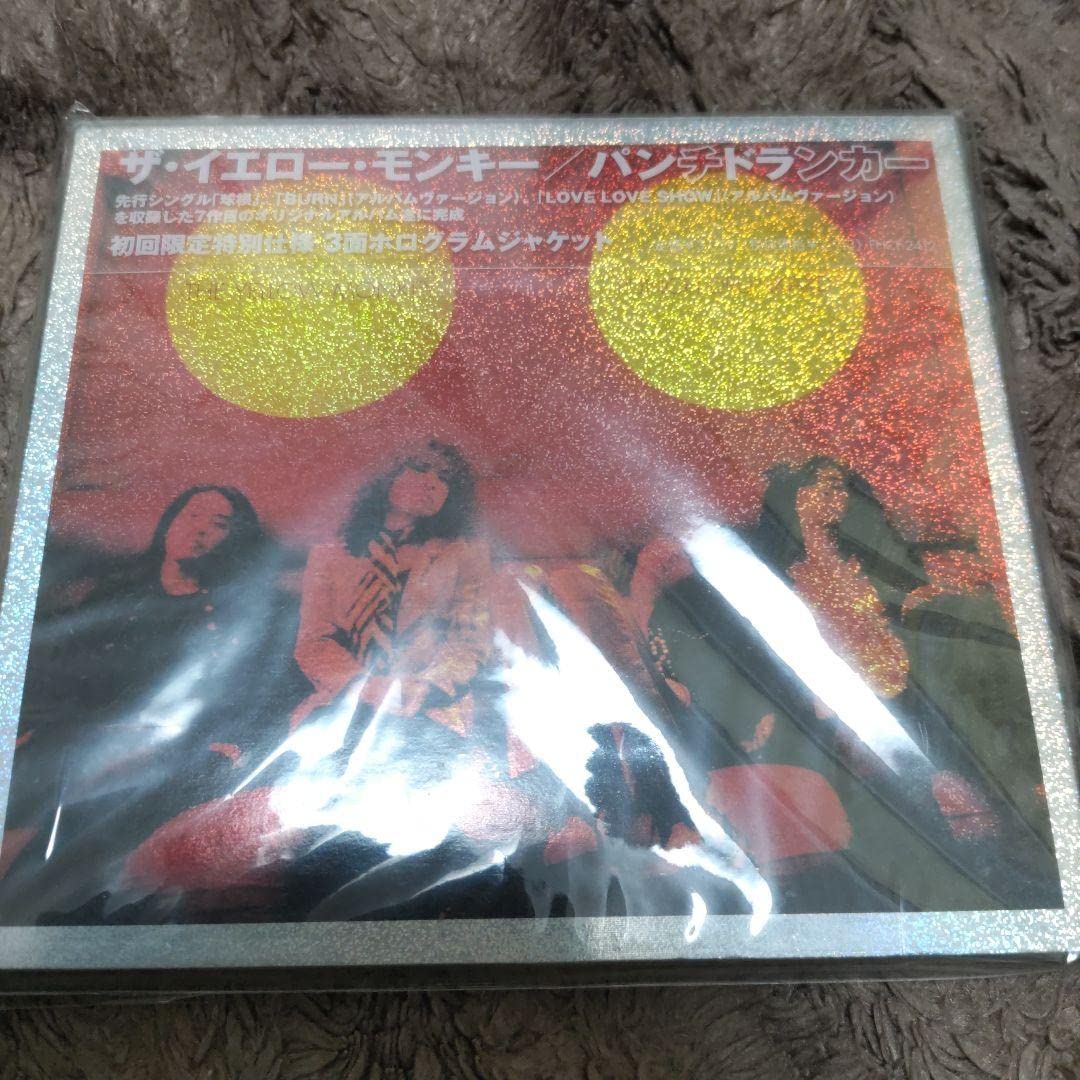 ザ・イエロー・モンキー/パンチドランカー
先行シングル「球根」、「BURN」(アルバムヴァージョン)、「LOVE LOVE SHOW」(アルバムヴァージョン)
を収録した7作目のオリジナルアルバム遂に完成
初回限定特別仕様 3面ホログラムジャケット